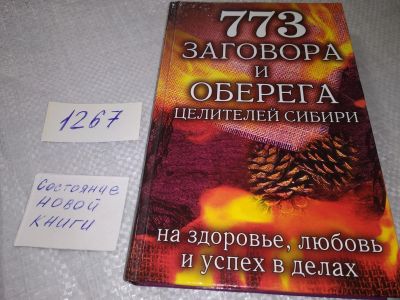 773
ЗАГОВОРА
И
ОБЕРЕГА
ЦЕЛИТЕЛЕЙ СИБИРИ
на здоровье, любовь
и успех в делах
1267
Состояние
НОВОЙ
КНИГИ